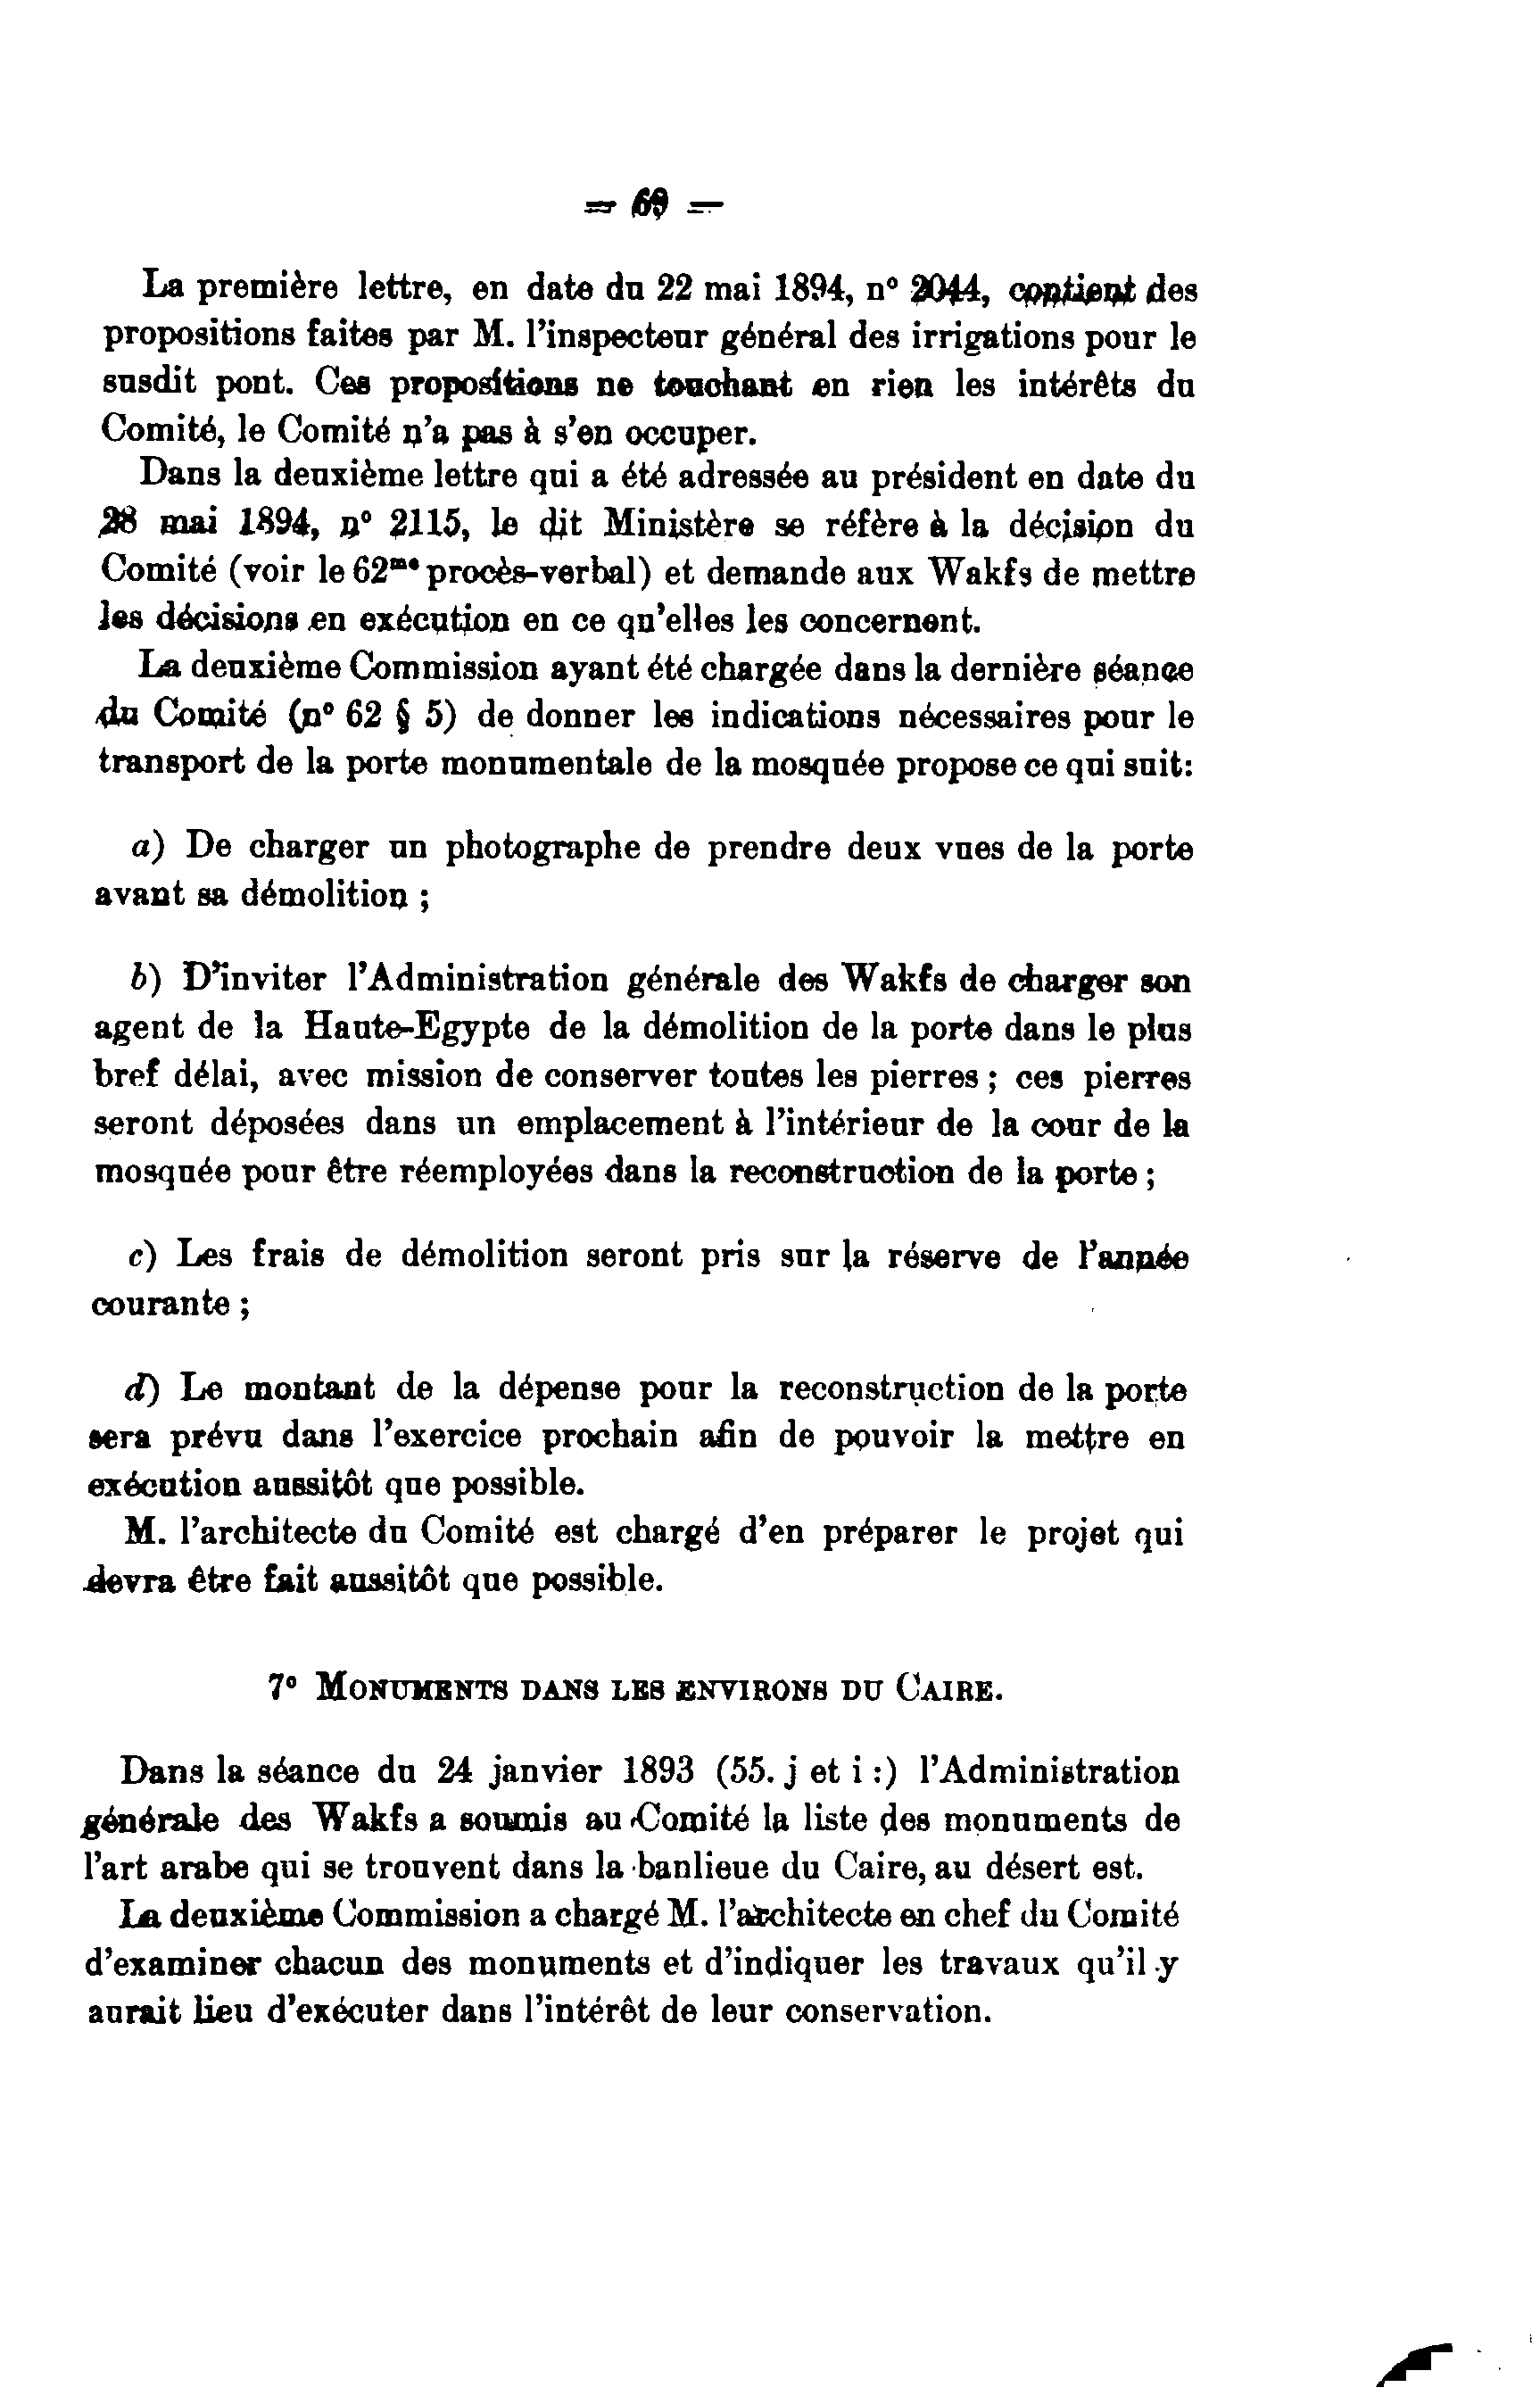 — 69 —
La première lettre, en date du 22 mai 1894, n° 2044, contient des
propositions faites par M. l'inspecteur général des irrigations pour le
susdit pont. Ces propositions ne touchant en rien les intérêts du
Comité, le Comité n'a pas à s'en occuper.
Dans la deuxième lettre qui a été adressée au président en date du
28 mai 1894, n° 2115, le dit Ministère se réfère à la décision du
Comité (voir le 62me procès-verbal) et demande aux Wakfs de mettre
les décisions en exécution en ce qu'elles les concernent.
La deuxième Commission ayant été chargée dans la dernière séance
du Comité (n° 62 § 5) de donner les indications nécessaires pour le
transport de la porte monumentale de la mosquée propose ce qui suit:
a) De charger un photographe de prendre deux vues de la porte
avant sa démolition ;
b) D'inviter l'Administration générale des Wakfs de charger son
agent de la Haute-Egypte de la démolition de la porte dans le plus
bref délai, avec mission de conserver toutes les pierres ; ces pierres
seront déposées dans un emplacement à l'intérieur de la cour de la
mosquée pour être réemployées dans la reconstruction de la porte ;
c) Les frais de démolition seront pris sur la réserve de l'année
courante ;
d) Le montant de la dépense pour la reconstruction de la porte
sera prévu dans l'exercice prochain afin de pouvoir la mettre en
exécution aussitôt que possible.
M. l'architecte du Comité est chargé d'en préparer le projet qui
devra être fait aussitôt que possible.
7° MONUMENTS DANS LES ENVIRONS DU CAIRE.
Dans la séance du 24 janvier 1893 (55. j et i :) l'Administration
générale des Wakfs a soumis au Comité la liste des monuments de
l'art arabe qui se trouvent dans la banlieue du Caire, au désert est.
La deuxième Commission a chargé M. l'architecte en chef du Comité
d'examiner chacun des monuments et d'indiquer les travaux qu'il y
aurait lieu d'exécuter dans l'intérêt de leur conservation.